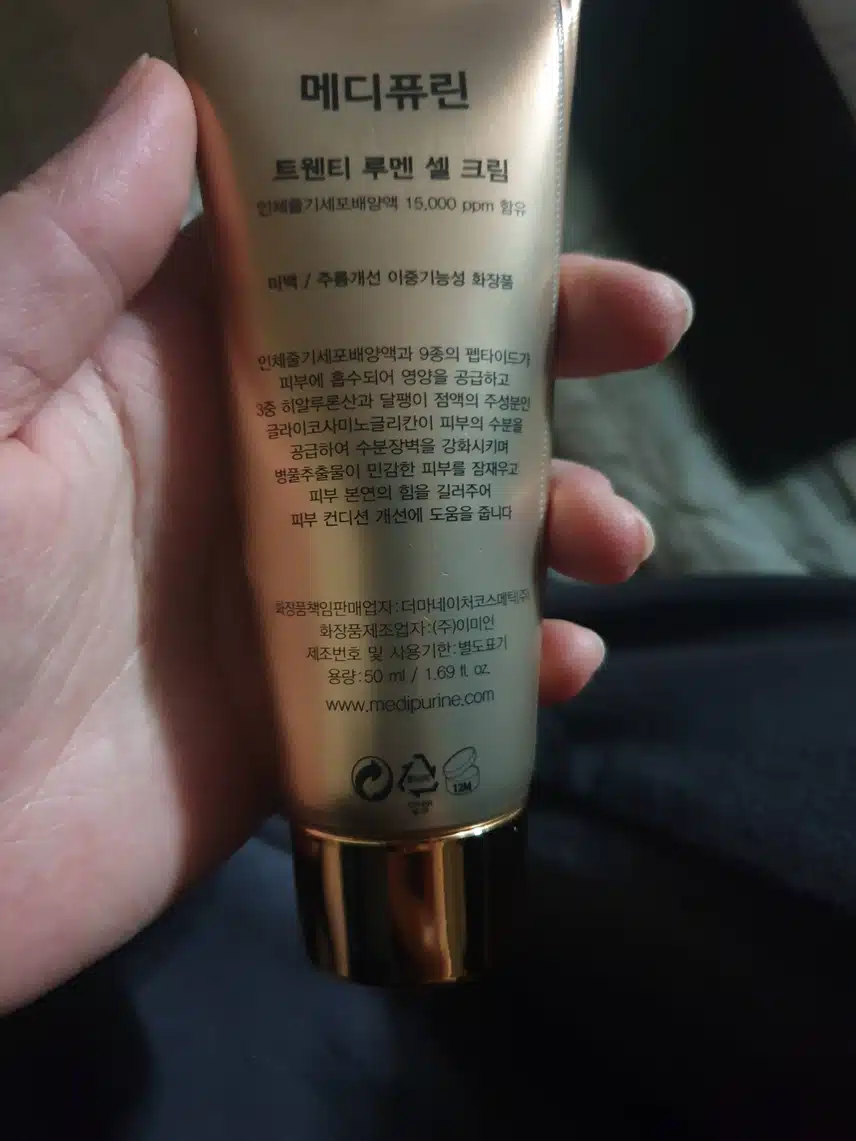 메디퓨린
트웬티 루멘 셀 크림
인체줄기세포배양액 15,000 ppm 함유
미백 / 주름개선 이중기능성 화장품
인체줄기세포배양액과 9종의 펩타이드가
피부에 흡수되어 영양을 공급하고
3중 히알루론산과 달팽이 점액의 주성분인
글라이코사미노글리칸이 피부의 수분을
공급하여 수분장벽을 강화시키며
병풀추출물이 민감한 피부를 잠재우고
피부 본연의 힘을 길러주어
피부 컨디션 개선에 도움을 줍니다
화장품책임판매업자:더마네이처코스메틱(주)
화장품제조업자:(주)이미인
제조번호 및 사용기한:별도표기
용량:50 ml / 1.69 fl. oz.
www.medipurine.com
12M